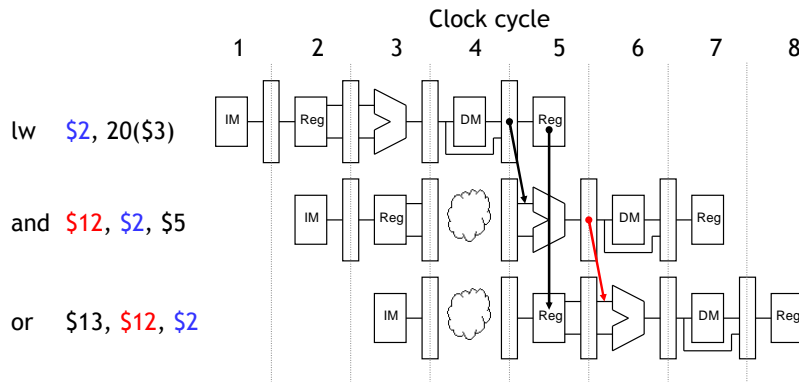 Clock cycle
1 2 3 4 5 6 7 8
IM Reg DM Reg
lw $2, 20($3)
IM Reg DM Reg
and $12, $2, $5
IM Reg DM Reg
or $13, $12, $2